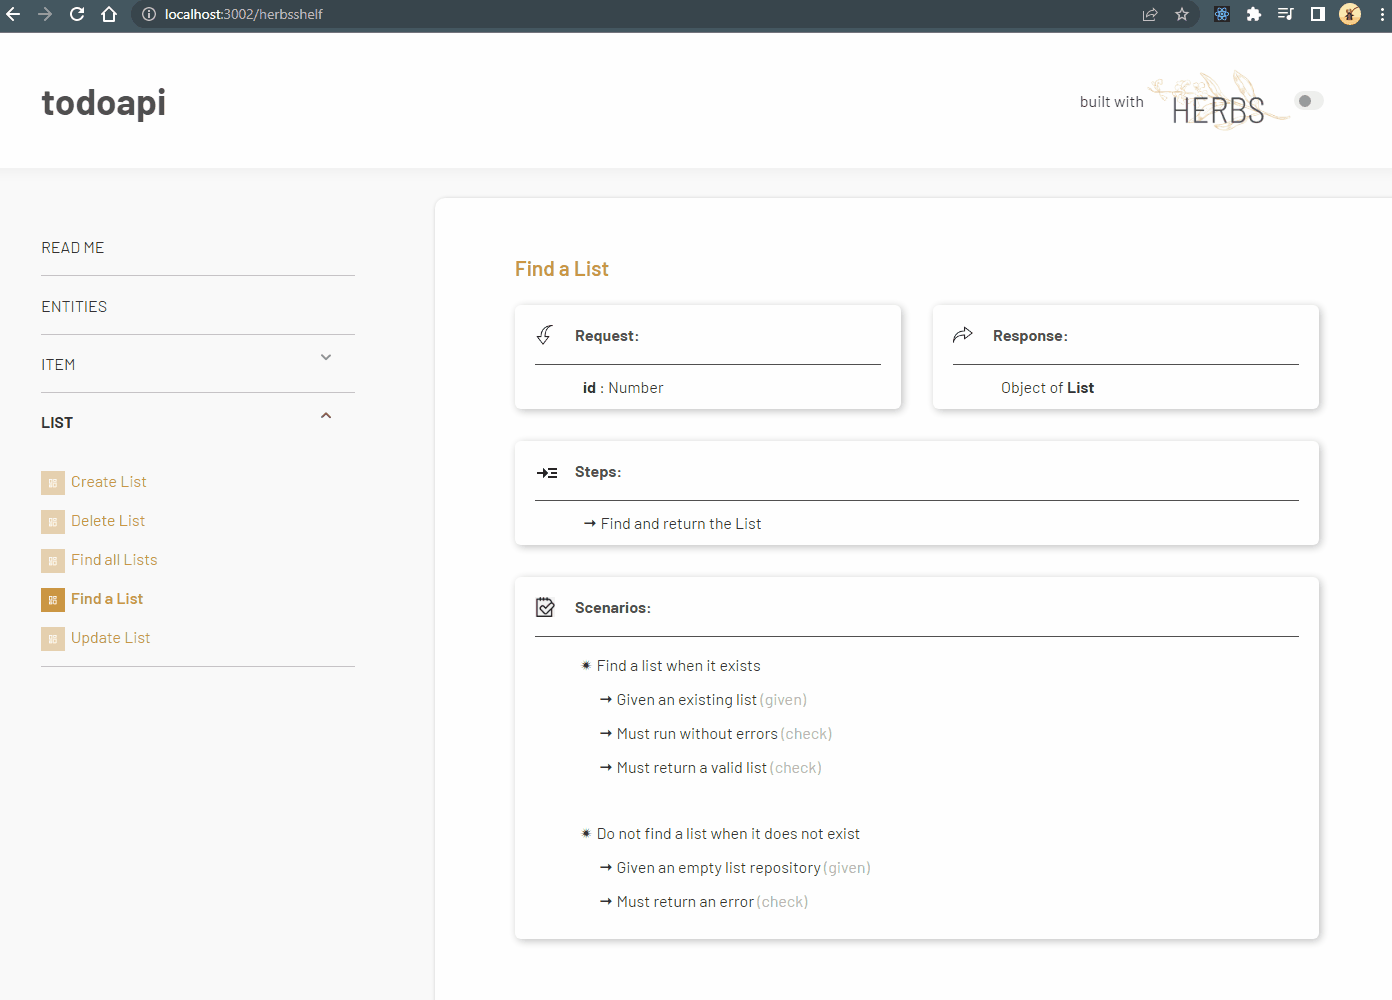 localhost:3002/herbsshelf
todoapi
built with HERBS
READ ME
ENTITIES
ITEM
LIST
Create List
Delete List
Find all Lists
Find a List
Update List
Find a List
Request:
id : Number
Response:
Object of List
Steps:
→ Find and return the List
Scenarios:
✷ Find a list when it exists
→ Given an existing list (given)
→ Must run without errors (check)
→ Must return a valid list (check)
✷ Do not find a list when it does not exist
→ Given an empty list repository (given)
→ Must return an error (check)